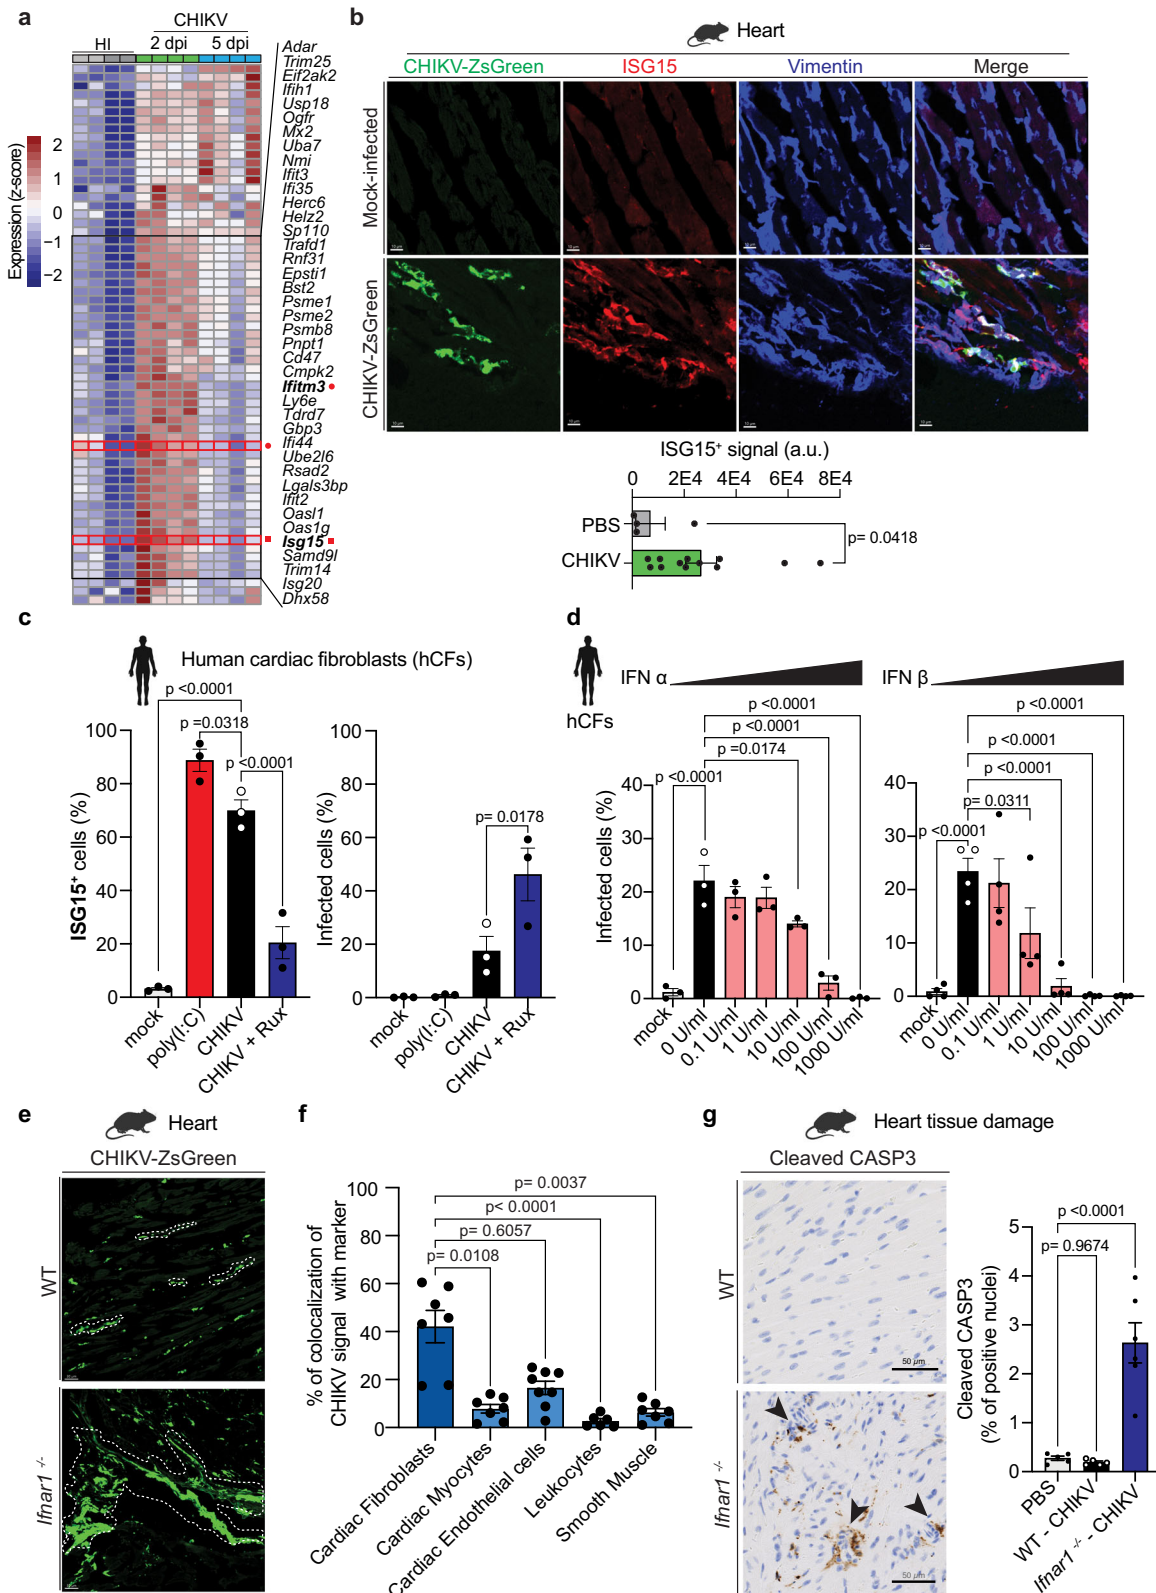 a
CHIKV
HI
2 dpi
5 dpi
Expression (z-score)
2
1
0
−1
−2
Adar
Trim25
Eif2ak2
Ifih1
Usp18
Ogfr
Mx2
Uba7
Nmi
Ifit3
Ifi35
Herc6
Helz2
Sp110
Trafd1
Rnf31
Epsti1
Bst2
Psme1
Psme2
Psmb8
Pnpt1
Cd47
Cmpk2
Ifitm3
Ly6e
Tdrd7
Gbp3
Ifi44
Ube2l6
Rsad2
Lgals3bp
Ifit2
Oasl1
Oas1g
Isg15
Samd9l
Trim14
Isg20
Dhx58
b
Heart
CHIKV-ZsGreen
ISG15
Vimentin
Merge
Mock-infected
CHIKV-ZsGreen
ISG15+ signal (a.u.)
0
2E4
4E4
6E4
8E4
PBS
CHIKV
p= 0.0418
c
Human cardiac fibroblasts (hCFs)
p <0.0001
p =0.0318
p <0.0001
ISG15+ cells (%)
100
80
60
40
20
0
mock
poly(I:C)
CHIKV
CHIKV + Rux
Infected cells (%)
100
80
60
40
20
0
p= 0.0178
mock
poly(I:C)
CHIKV
CHIKV + Rux
d
hCFs
IFN α
p <0.0001
p <0.0001
p =0.0174
p <0.0001
Infected cells (%)
40
20
0
mock
0 U/ml
0.1 U/ml
1 U/ml
10 U/ml
100 U/ml
1000 U/ml
IFN β
p <0.0001
p <0.0001
p <0.0001
p= 0.0311
p <0.0001
40
20
0
mock
0 U/ml
0.1 U/ml
1 U/ml
10 U/ml
100 U/ml
1000 U/ml
e
Heart
CHIKV-ZsGreen
WT
Ifnar1 -/-
f
% of colocalization of
CHIKV signal with marker
100
80
60
40
20
0
p= 0.0037
p< 0.0001
p= 0.6057
p= 0.0108
Cardiac Fibroblasts
Cardiac Myocytes
Cardiac Endothelial cells
Leukocytes
Smooth Muscle
g
Heart tissue damage
Cleaved CASP3
WT
50 µm
Ifnar1 -/-
50 µm
Cleaved CASP3
(% of positive nuclei)
5
4
3
2
1
0
p <0.0001
p= 0.9674
PBS
WT - CHIKV
Ifnar1 -/- - CHIKV